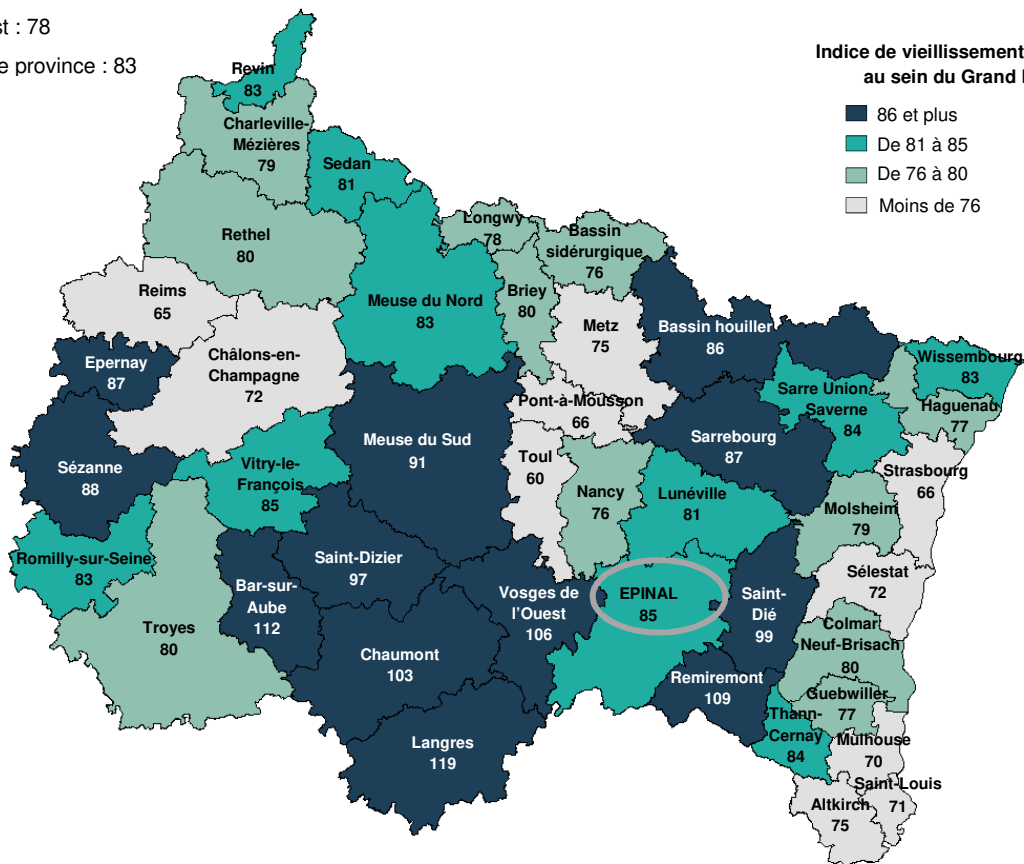 st : 78
e province : 83
Indice de vieillissement
au sein du Grand
86 et plus
De 81 à 85
De 76 à 80
Moins de 76
Revin
83
Charleville-
Mézières
79
Sedan
81
Rethel
80
Longwy
78
Bassin
sidérurgique
76
Reims
65
Meuse du Nord
83
Briey
80
Metz
75
Bassin houiller
86
Epernay
87
Châlons-en-
Champagne
72
Wissembourg
83
Sarre Union-
Saverne
84
Haguenau
77
Pont-à-Mousson
66
Sarrebourg
87
Meuse du Sud
91
Toul
60
Sézanne
88
Vitry-le-
François
85
Nancy
76
Lunéville
81
Strasbourg
66
Molsheim
79
Romilly-sur-Seine
83
Saint-Dizier
97
Bar-sur-
Aube
112
Vosges de
l'Ouest
106
EPINAL
85
Saint-
Dié
99
Sélestat
72
Troyes
80
Chaumont
103
Colmar
Neuf-Brisach
80
Remiremont
109
Guebwiller
77
Thann-
Cernay
84
Langres
119
Mulhouse
70
Saint-Louis
71
Altkirch
75